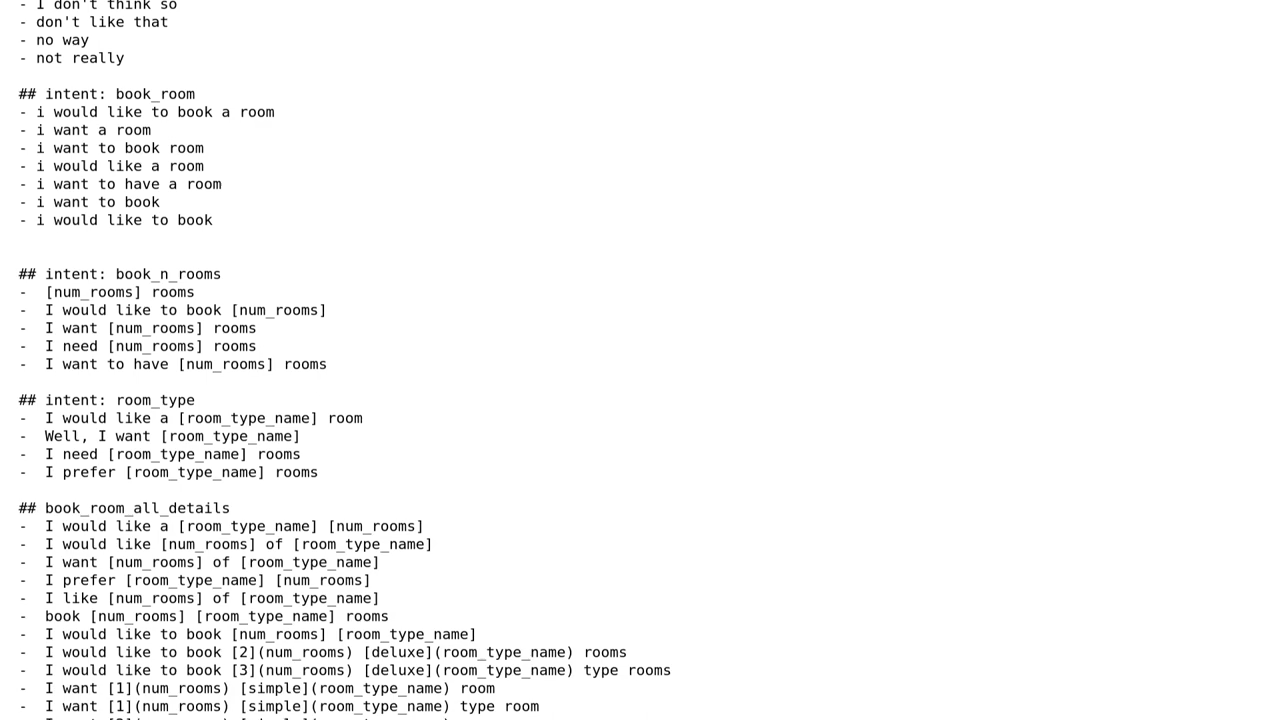 - I don't think so
- don't like that
- no way
- not really

## intent: book_room
- i would like to book a room
- i want a room
- i want to book room
- i would like a room
- i want to have a room
- i want to book
- i would like to book


## intent: book_n_rooms
-  [num_rooms] rooms
-  I would like to book [num_rooms]
-  I want [num_rooms] rooms
-  I need [num_rooms] rooms
-  I want to have [num_rooms] rooms

## intent: room_type
-  I would like a [room_type_name] room
-  Well, I want [room_type_name]
-  I need [room_type_name] rooms
-  I prefer [room_type_name] rooms

## book_room_all_details
-  I would like a [room_type_name] [num_rooms]
-  I would like [num_rooms] of [room_type_name]
-  I want [num_rooms] of [room_type_name]
-  I prefer [room_type_name] [num_rooms]
-  I like [num_rooms] of [room_type_name]
-  book [num_rooms] [room_type_name] rooms
-  I would like to book [num_rooms] [room_type_name]
-  I would like to book [2](num_rooms) [deluxe](room_type_name) rooms
-  I would like to book [3](num_rooms) [deluxe](room_type_name) type rooms
-  I want [1](num_rooms) [simple](room_type_name) room
-  I want [1](num_rooms) [simple](room_type_name) type room